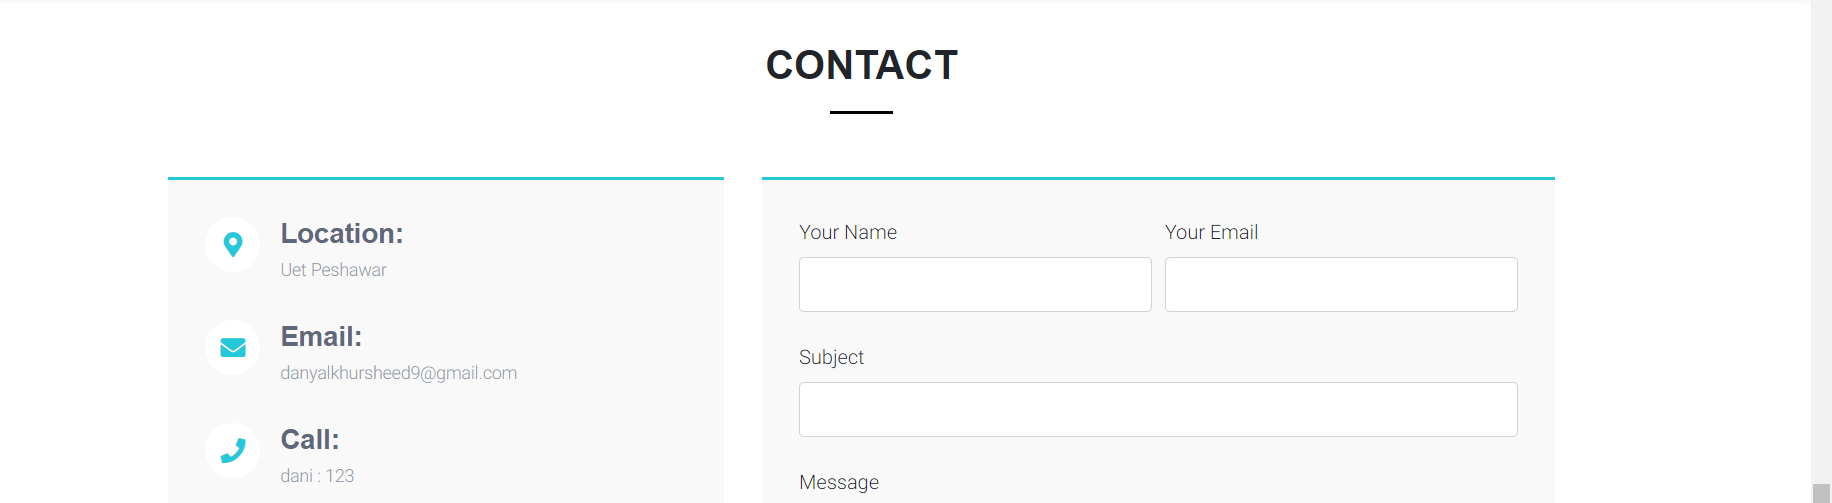 CONTACT
Location:
Uet Peshawar
Email:
danyalkhursheed9@gmail.com
Call:
dani : 123
Your Name
Your Email
Subject
Message